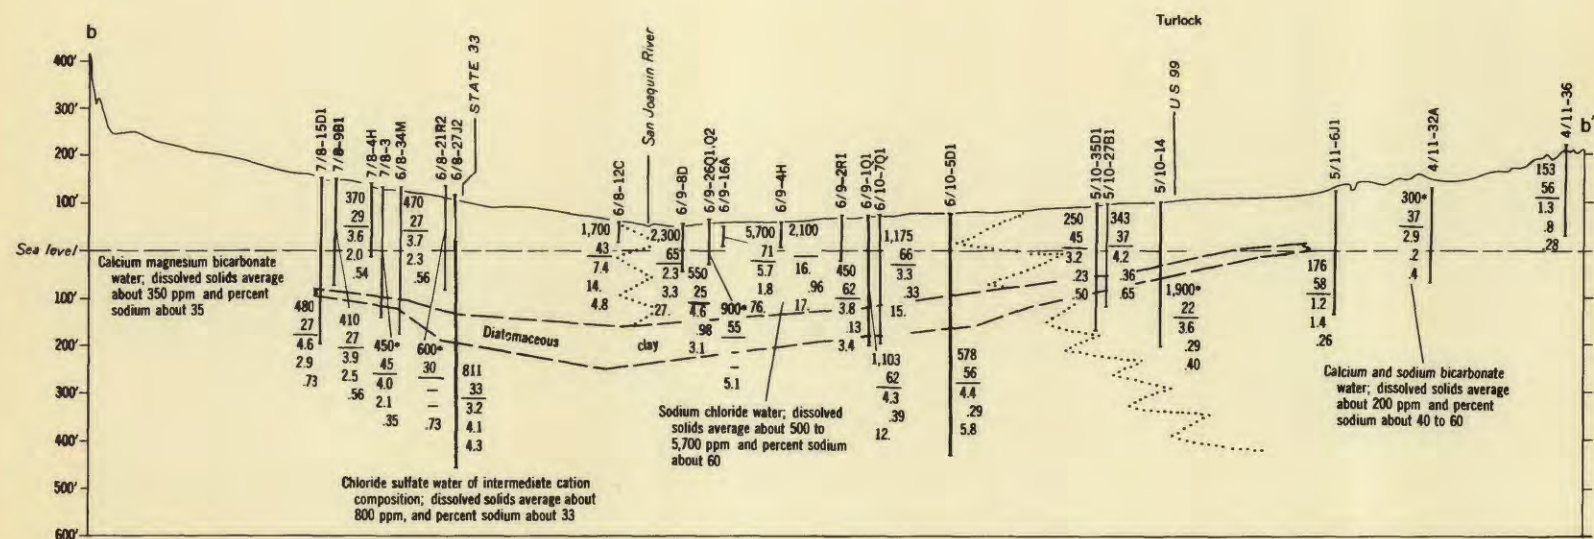 Turlock
b
b'
STATE 33
San Joaquin River
U S 99
400'
300'
200'
100'
Sea level
100'
200'
300'
400'
500'
600'
7/8-15D1
7/8-9B1
7/8-4H
7/8-3
6/8-34M
6/8-21R2
6/8-27J2
6/8-12C
6/9-8D
6/9-26Q1,Q2
6/9-16A
6/9-4H
6/9-2R1
6/9-1Q1
6/10-7Q1
6/10-5D1
5/10-35D1
5/10-27B1
5/10-14
5/11-6J1
4/11-32A
4/11-36
370
29
3.6
2.0
.54
470
27
3.7
2.3
.56
1,700
43
7.4
14.
4.8
2,300
65
2.3
3.3
27.
550
25
4.6
.98
3.1
5,700
71
5.7
1.8
76.
2,100
—
16.
.96
17.
450
62
3.8
.13
3.4
1,175
66
3.3
.33
15.
250
45
3.2
.23
.50
343
37
4.2
.36
.65
1,900*
22
3.6
.29
.40
176
58
1.2
1.4
.26
300*
37
2.9
.2
.4
153
56
1.3
.8
.28
480
27
4.6
2.9
.73
410
27
3.9
2.5
.56
450*
45
4.0
2.1
.35
600*
30
—
—
.73
811
33
3.2
4.1
4.3
900*
55
—
—
5.1
1,103
62
4.3
.39
12.
578
56
4.4
.29
5.8
Diatomaceous
clay
Calcium magnesium bicarbonate
water; dissolved solids average
about 350 ppm and percent
sodium about 35
Chloride sulfate water of intermediate cation
composition; dissolved solids average about
800 ppm, and percent sodium about 33
Sodium chloride water; dissolved
solids average about 500 to
5,700 ppm and percent sodium
about 60
Calcium and sodium bicarbonate
water; dissolved solids average
about 200 ppm and percent
sodium about 40 to 60